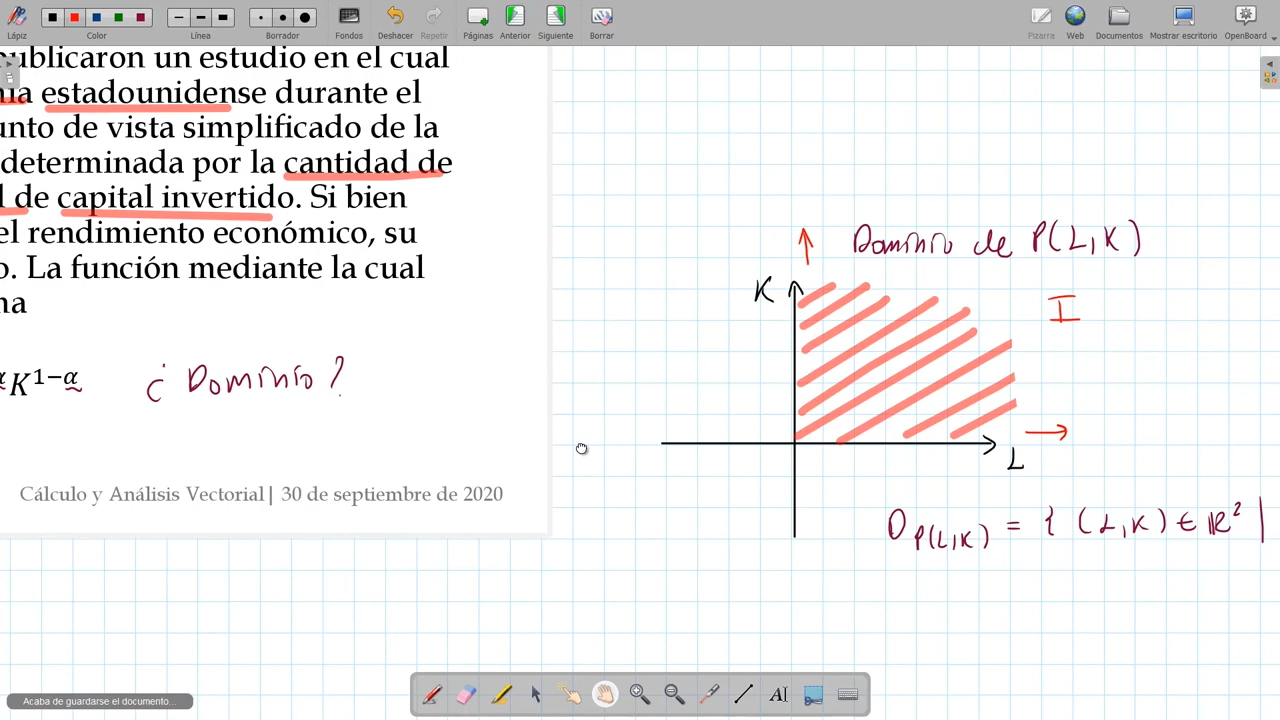 Lápiz Color Línea Borrador Fondos Deshacer Repetir Páginas Anterior Siguiente Borrar Pizarra Web Documentos Mostrar escritorio OpenBoard
publicaron un estudio en el cual
estadounidense durante el
unto de vista simplificado de la
determinada por la cantidad de
l de capital invertido. Si bien
el rendimiento económico, su
o. La función mediante la cual
na
α K^{1−α} ¿Dominio?
Cálculo y Análisis Vectorial| 30 de septiembre de 2020
Dominio de P(L,K)
K
I
L
D_{P(L,K)} = { (L,K) ∈ ℝ² |
Acaba de guardarse el documento...
AI